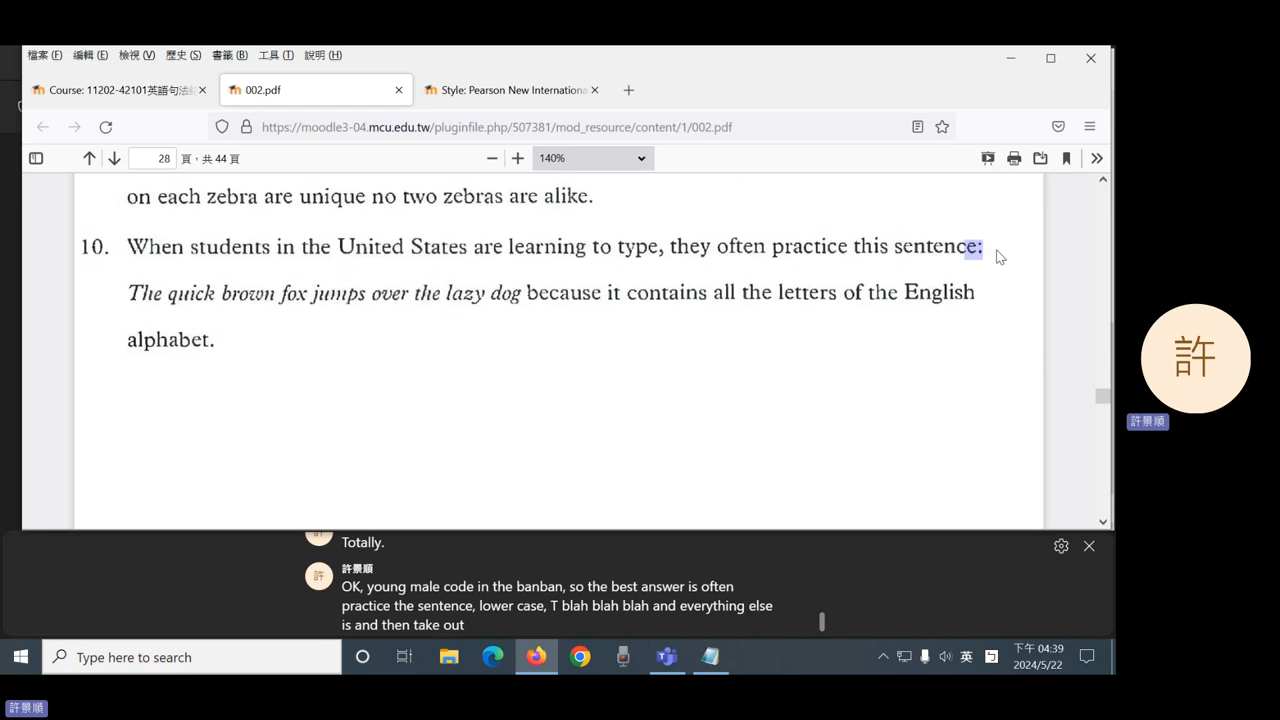 檔案 (F) 編輯 (E) 檢視 (V) 歷史 (S) 書籤 (B) 工具 (T) 說明 (H)
Course: 11202-42101英語句法
002.pdf
Style: Pearson New Internationa
https://moodle3-04.mcu.edu.tw/pluginfile.php/507381/mod_resource/content/1/002.pdf
28 頁，共 44 頁
140%
on each zebra are unique no two zebras are alike.
10. When students in the United States are learning to type, they often practice this sentence:
The quick brown fox jumps over the lazy dog because it contains all the letters of the English
alphabet.
許
許景順
Totally.
許景順
許
OK, young male code in the banban, so the best answer is often
practice the sentence, lower case, T blah blah blah and everything else
is and then take out
Type here to search
英
下午 04:39
2024/5/22
許景順